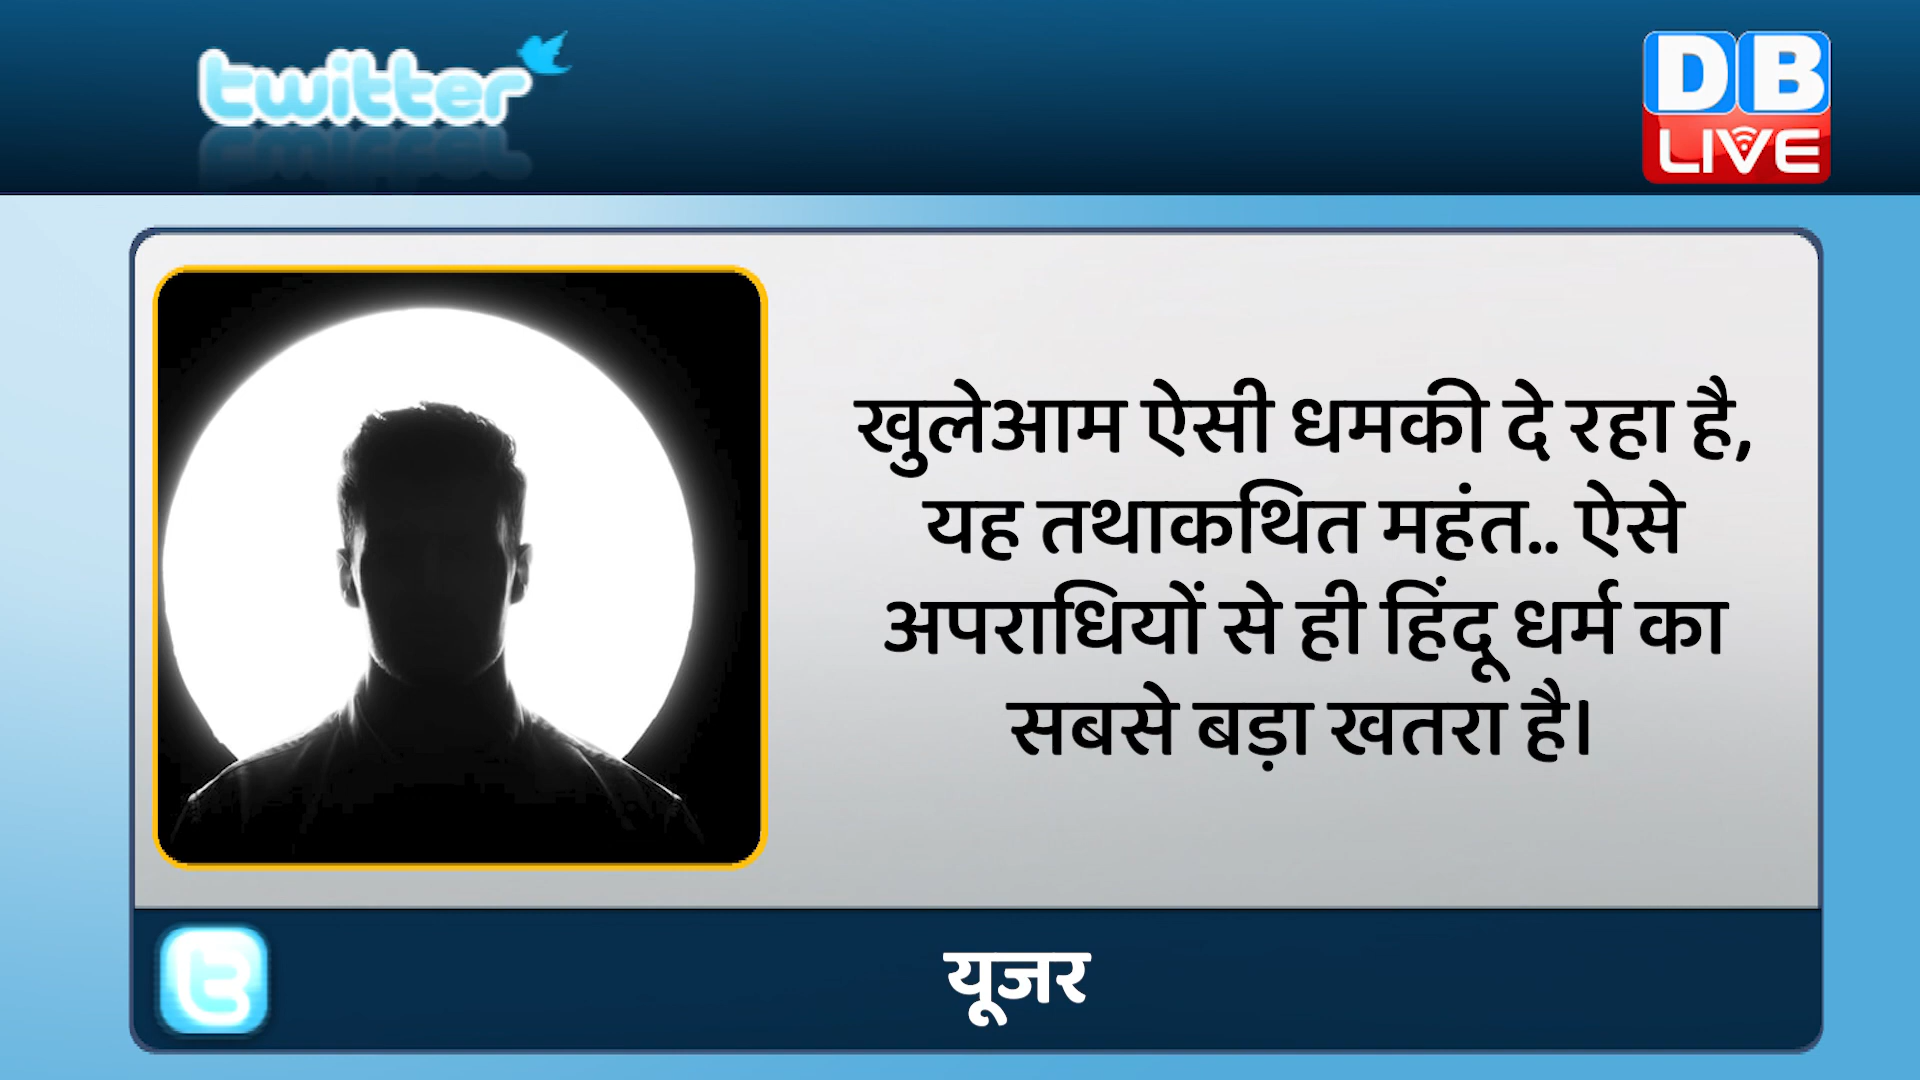 twitter
DB
LIVE
खुलेआम ऐसी धमकी दे रहा है,
यह तथाकथित महंत.. ऐसे
अपराधियों से ही हिंदू धर्म का
सबसे बड़ा खतरा है।
t
यूजर